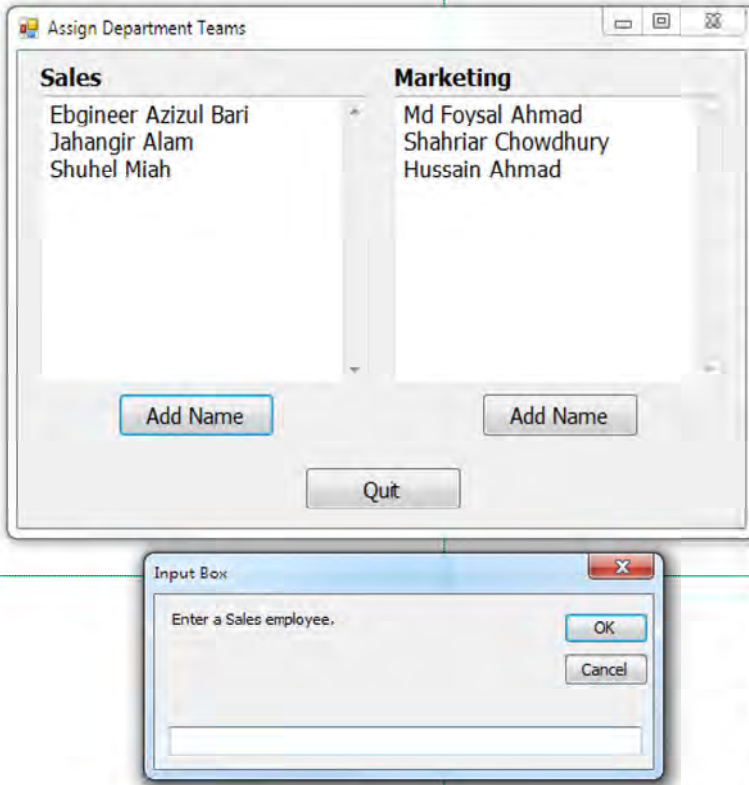 Assign Department Teams
Sales
Ebgineer Azizul Bari
Jahangir Alam
Shuhel Miah
Marketing
Md Foysal Ahmad
Shahriar Chowdhury
Hussain Ahmad
Add Name
Add Name
Quit
Input Box
Enter a Sales employee.
OK
Cancel